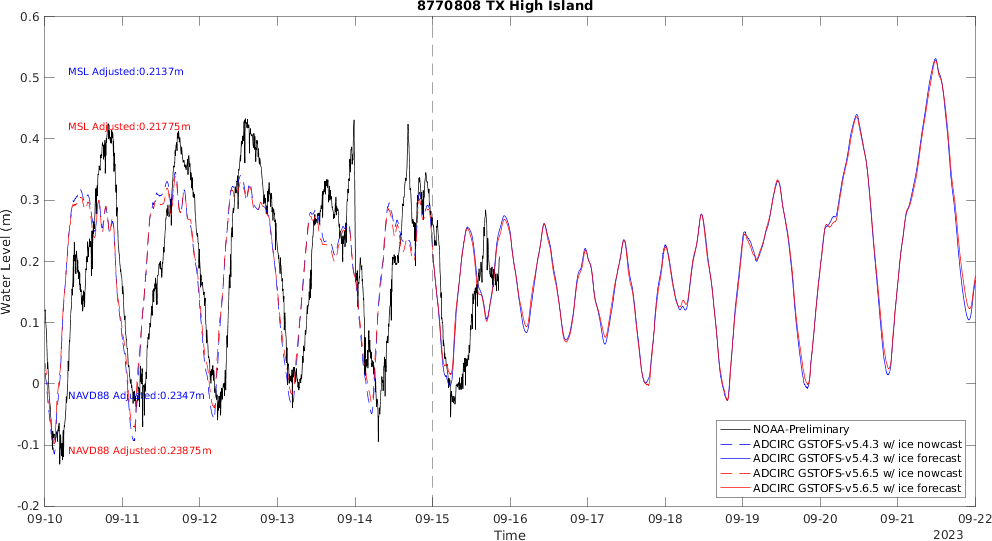 8770808 TX High Island
0.6
0.5
0.4
0.3
0.2
0.1
0
-0.1
-0.2
Water Level (m)
MSL Adjusted:0.2137m
MSL Adjusted:0.21775m
NAVD88 Adjusted:0.2347m
NAVD88 Adjusted:0.23875m
NOAA-Preliminary
ADCIRC GSTOFS-v5.4.3 w/ ice nowcast
ADCIRC GSTOFS-v5.4.3 w/ ice forecast
ADCIRC GSTOFS-v5.6.5 w/ ice nowcast
ADCIRC GSTOFS-v5.6.5 w/ ice forecast
09-10 09-11 09-12 09-13 09-14 09-15 09-16 09-17 09-18 09-19 09-20 09-21 09-22
Time
2023